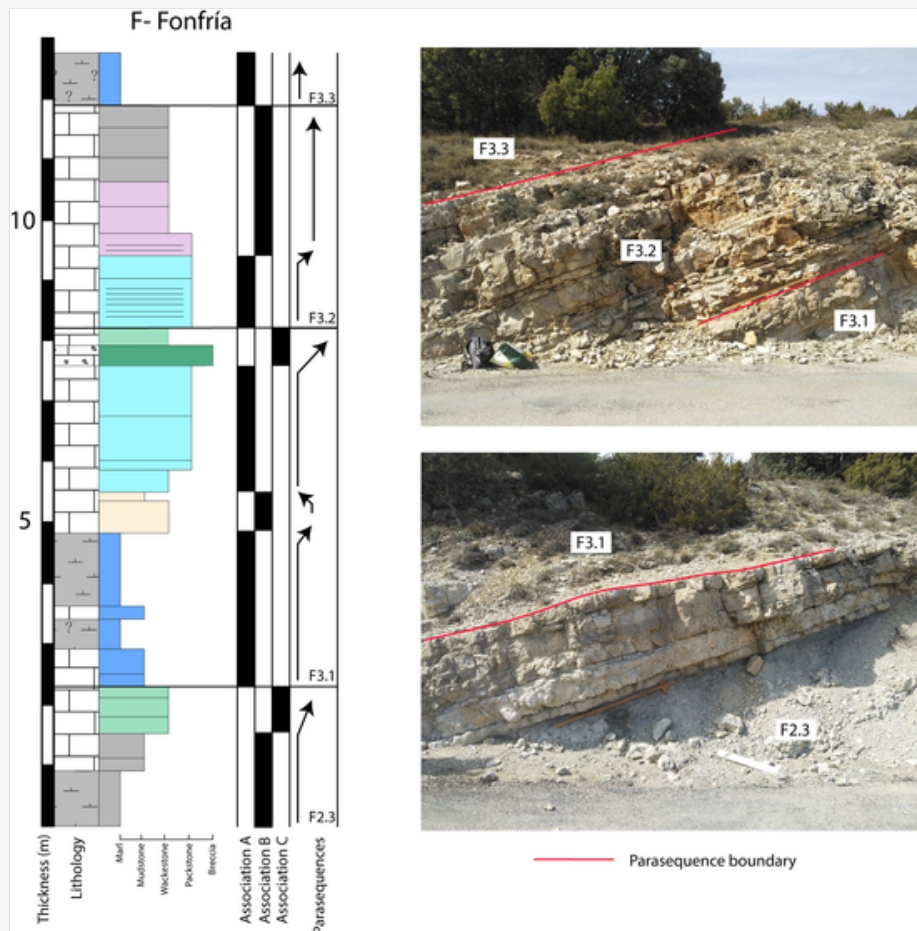 F- Fonfría
?
?
F3.3
10
F3.2
5
?
F3.1
F2.3
Thickness (m)
Lithology
Marl
Mudstone
Wackestone
Packstone
Breccia
Association A
Association B
Association C
Parasequences
F3.3
F3.2
F3.1
F3.1
F2.3
Parasequence boundary